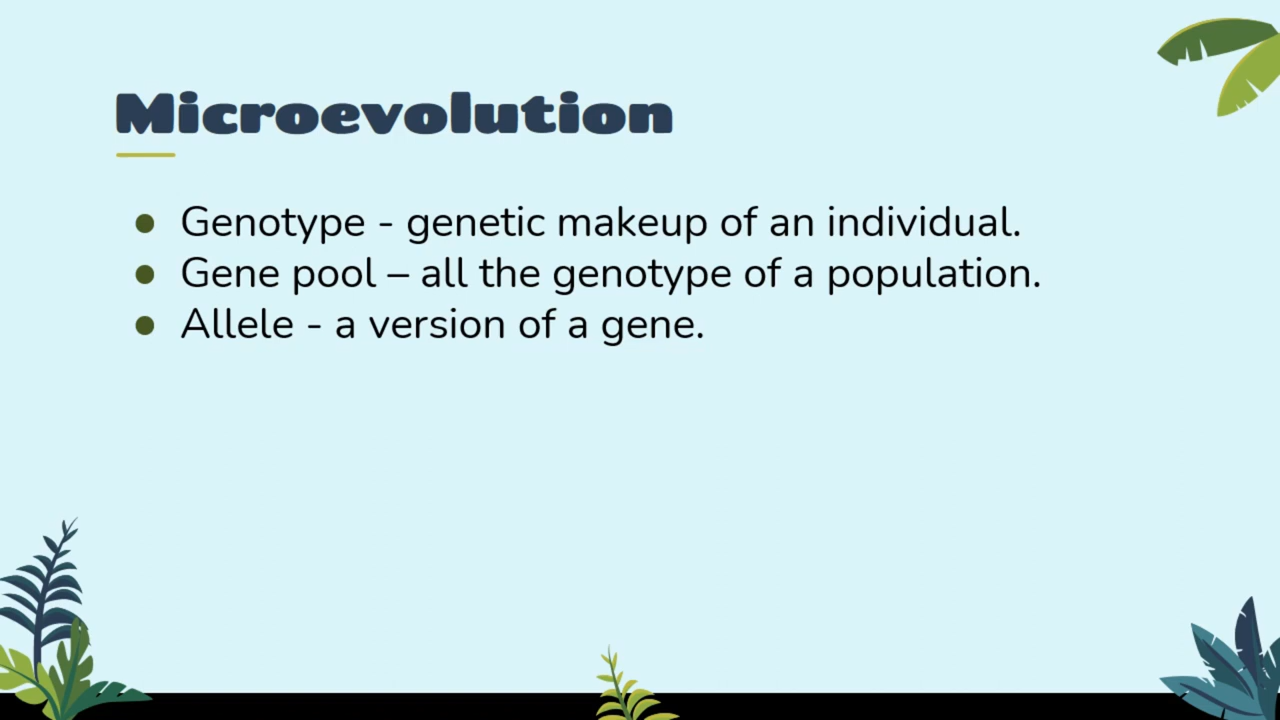 Microevolution
● Genotype - genetic makeup of an individual.
● Gene pool – all the genotype of a population.
● Allele - a version of a gene.